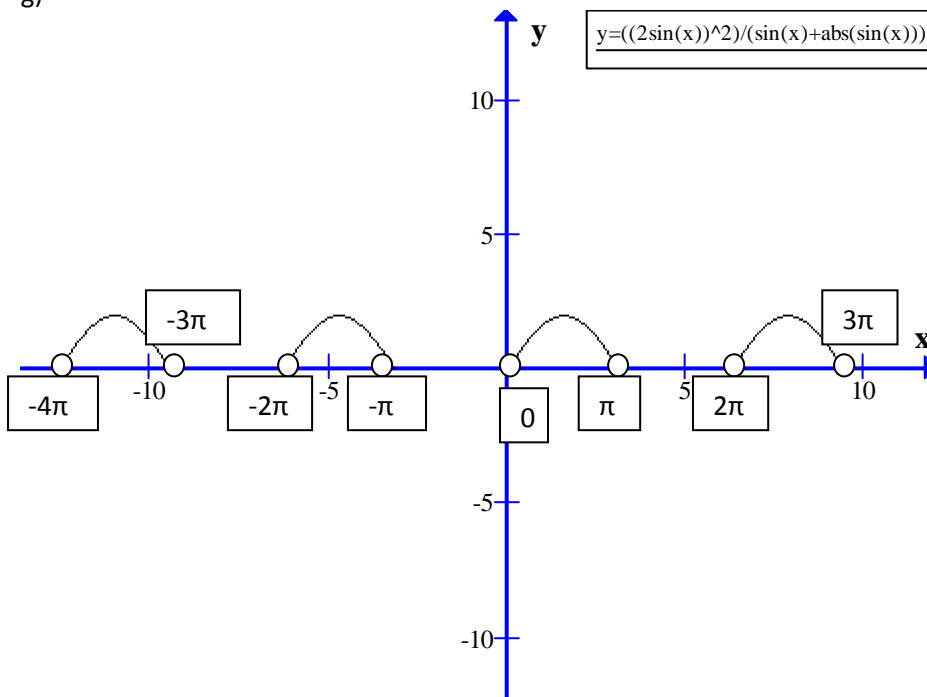 g)
y
y=((2sin(x))^2)/(sin(x)+abs(sin(x)))
10
5
-3π
3π
x
-10
-5
5
10
-4π
-2π
-π
0
π
2π
-5
-10